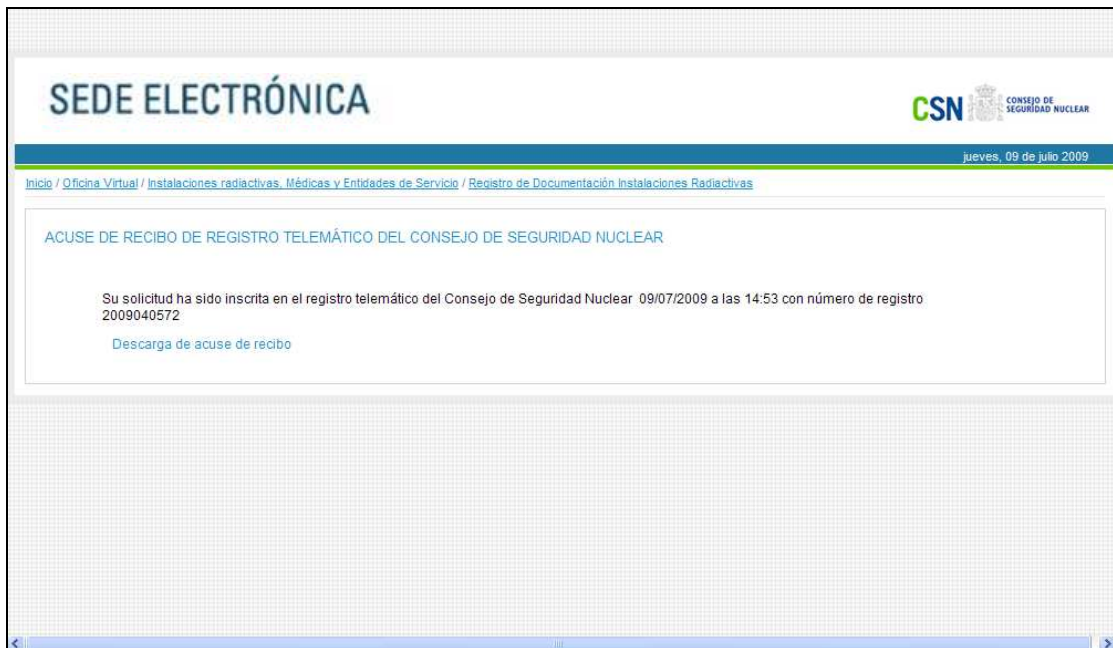 SEDE ELECTRÓNICA
CSN CONSEJO DE
SEGURIDAD NUCLEAR
jueves, 09 de julio 2009
Inicio / Oficina Virtual / Instalaciones radiactivas, Médicas y Entidades de Servicio / Registro de Documentación Instalaciones Radiactivas
ACUSE DE RECIBO DE REGISTRO TELEMÁTICO DEL CONSEJO DE SEGURIDAD NUCLEAR
Su solicitud ha sido inscrita en el registro telemático del Consejo de Seguridad Nuclear 09/07/2009 a las 14:53 con número de registro
2009040572
Descarga de acuse de recibo